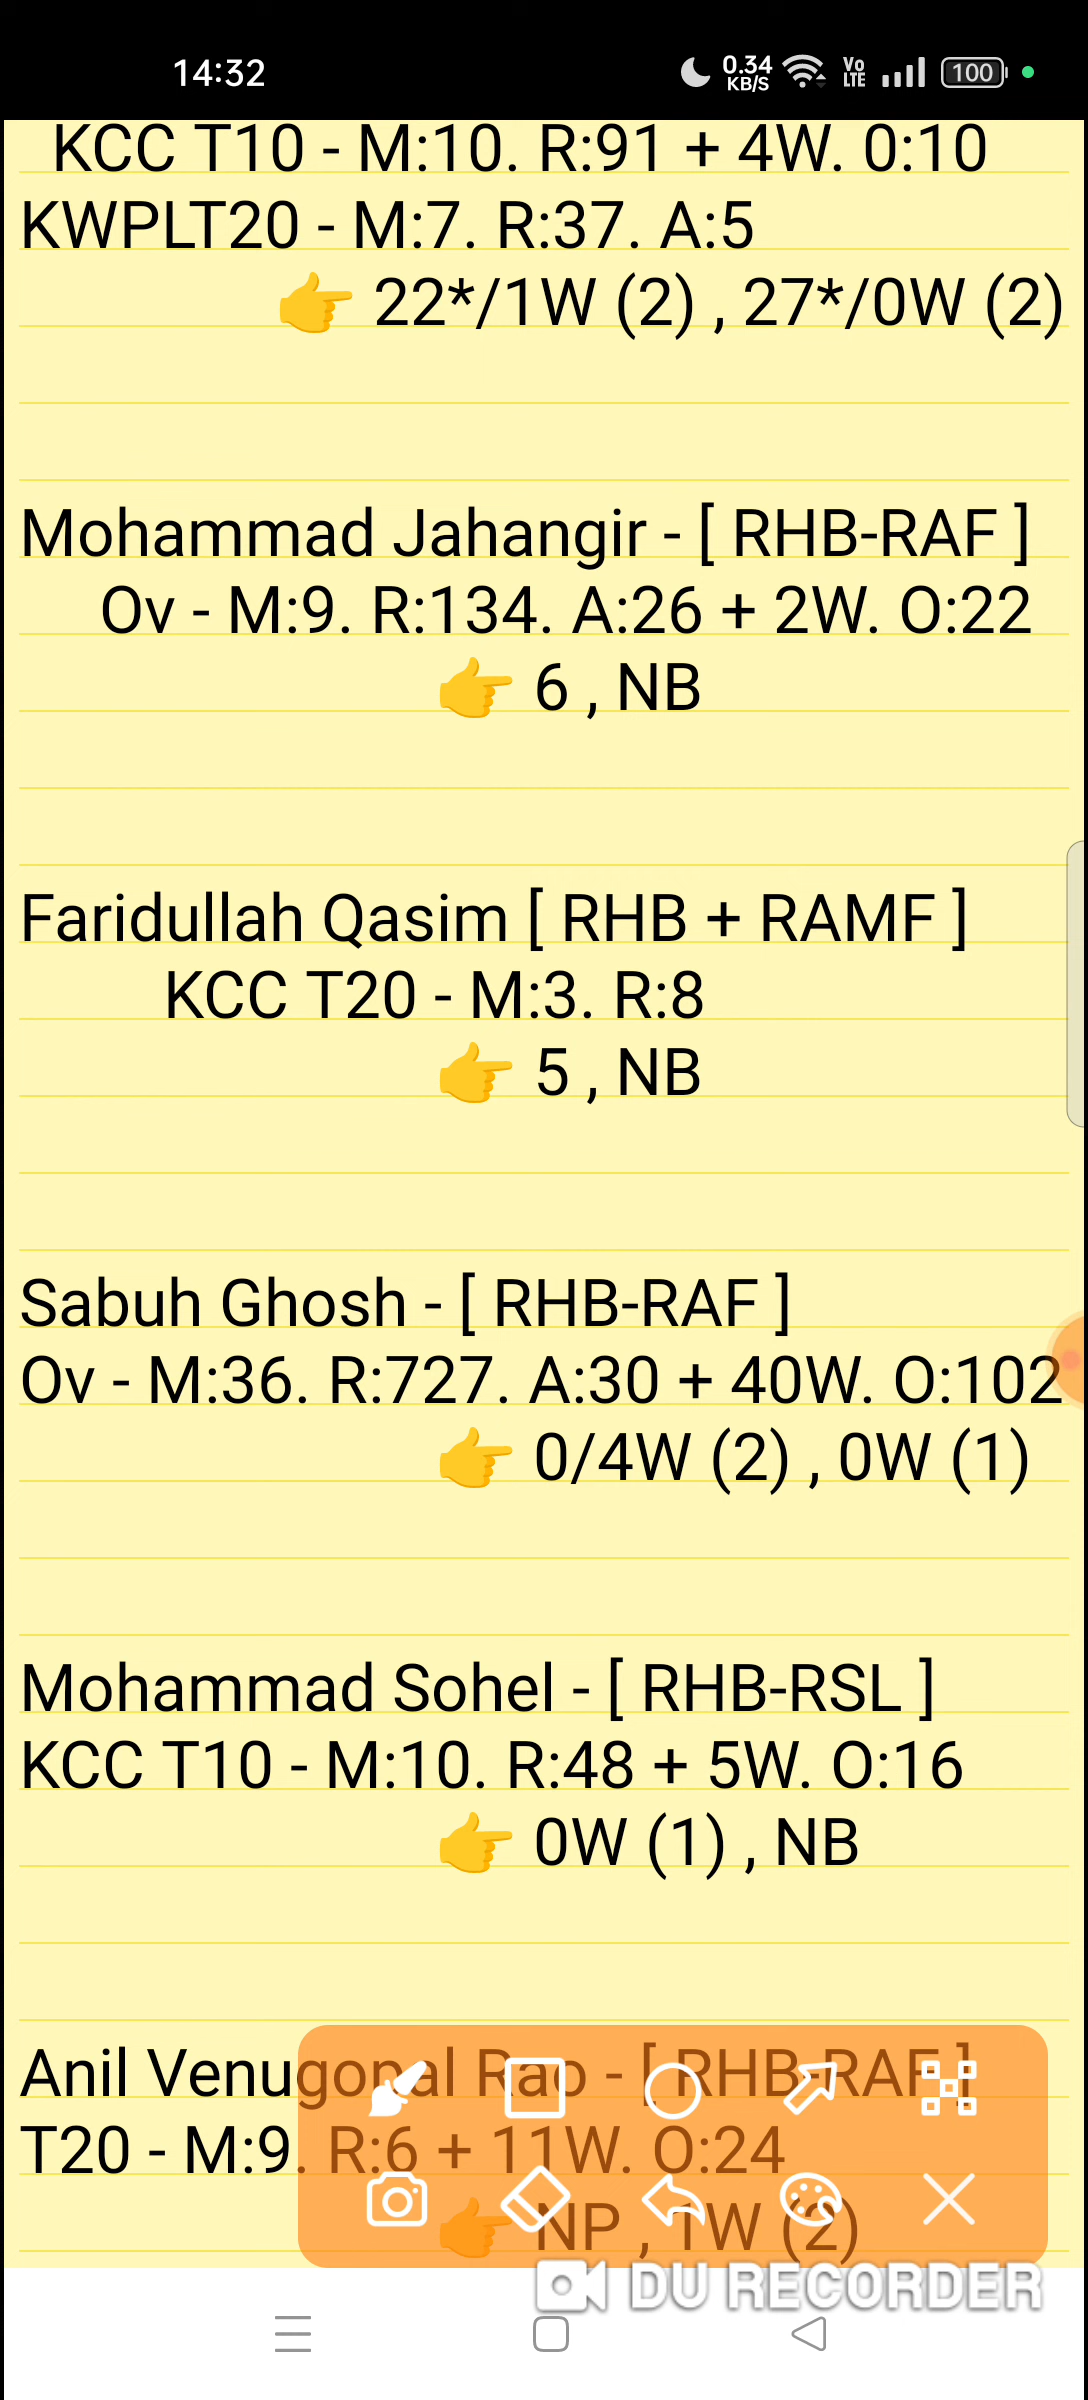 14:32
0.34 KB/S
Vo LTE
100
KCC T10 - M:10. R:91 + 4W. 0:10
KWPLT20 - M:7. R:37. A:5
👉 22*/1W (2) , 27*/0W (2)
Mohammad Jahangir - [ RHB-RAF ]
Ov - M:9. R:134. A:26 + 2W. O:22
👉 6 , NB
Faridullah Qasim [ RHB + RAMF ]
KCC T20 - M:3. R:8
👉 5 , NB
Sabuh Ghosh - [ RHB-RAF ]
Ov - M:36. R:727. A:30 + 40W. O:102
👉 0/4W (2) , 0W (1)
Mohammad Sohel - [ RHB-RSL ]
KCC T10 - M:10. R:48 + 5W. O:16
👉 0W (1) , NB
Anil Venugopal Rao - [ RHB-RAF ]
T20 - M:9. R:6 + 11W. O:24
👉 NP , 1W (2)
DU RECORDER